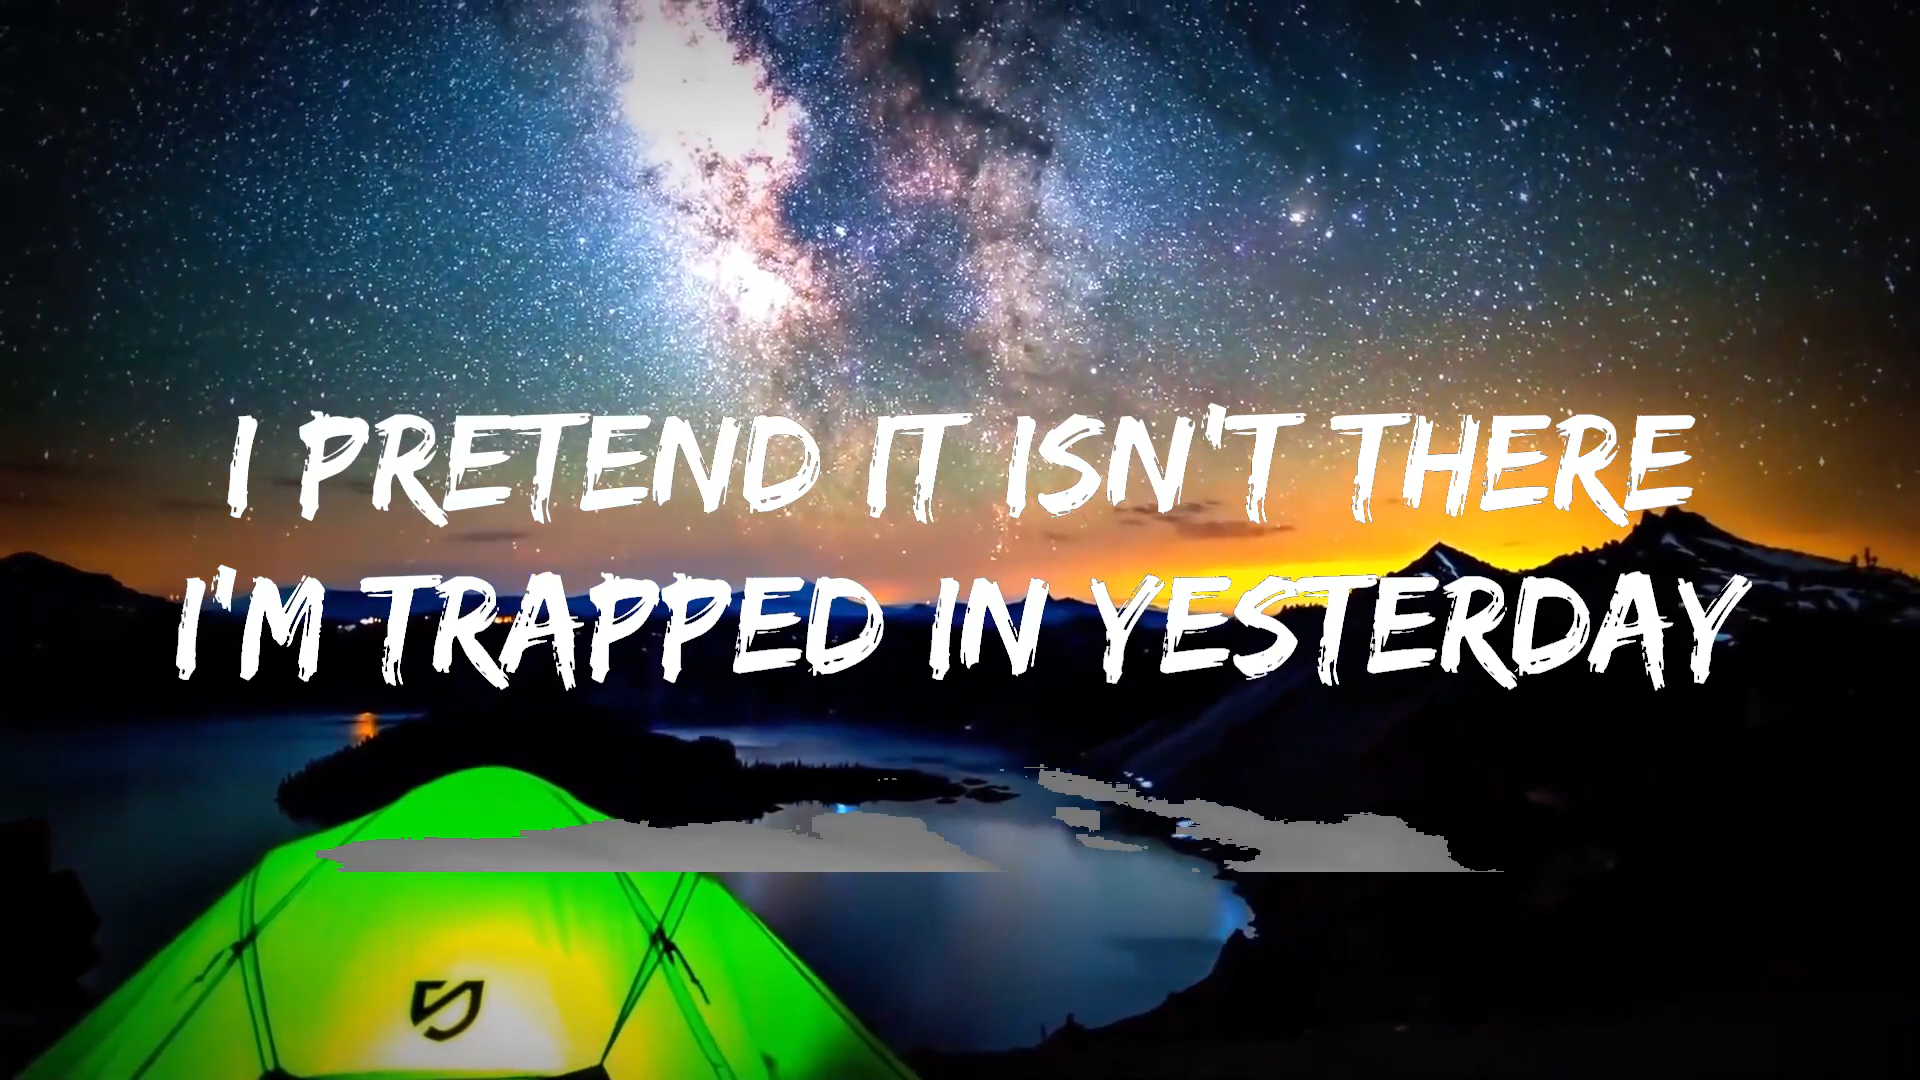 I PRETEND IT ISN'T THERE
I'M TRAPPED IN YESTERDAY